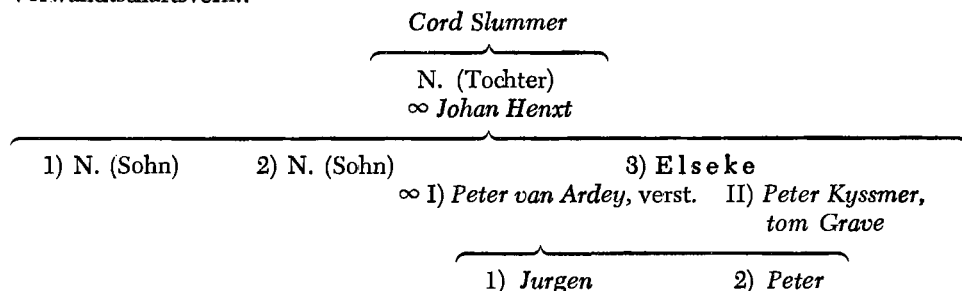 Cord Slummer
N. (Tochter)
∞ Johan Henxt
1) N. (Sohn) 2) N. (Sohn) 3) Elseke
∞ I) Peter van Ardey, verst. II) Peter Kyssmer,
tom Grave
1) Jurgen 2) Peter